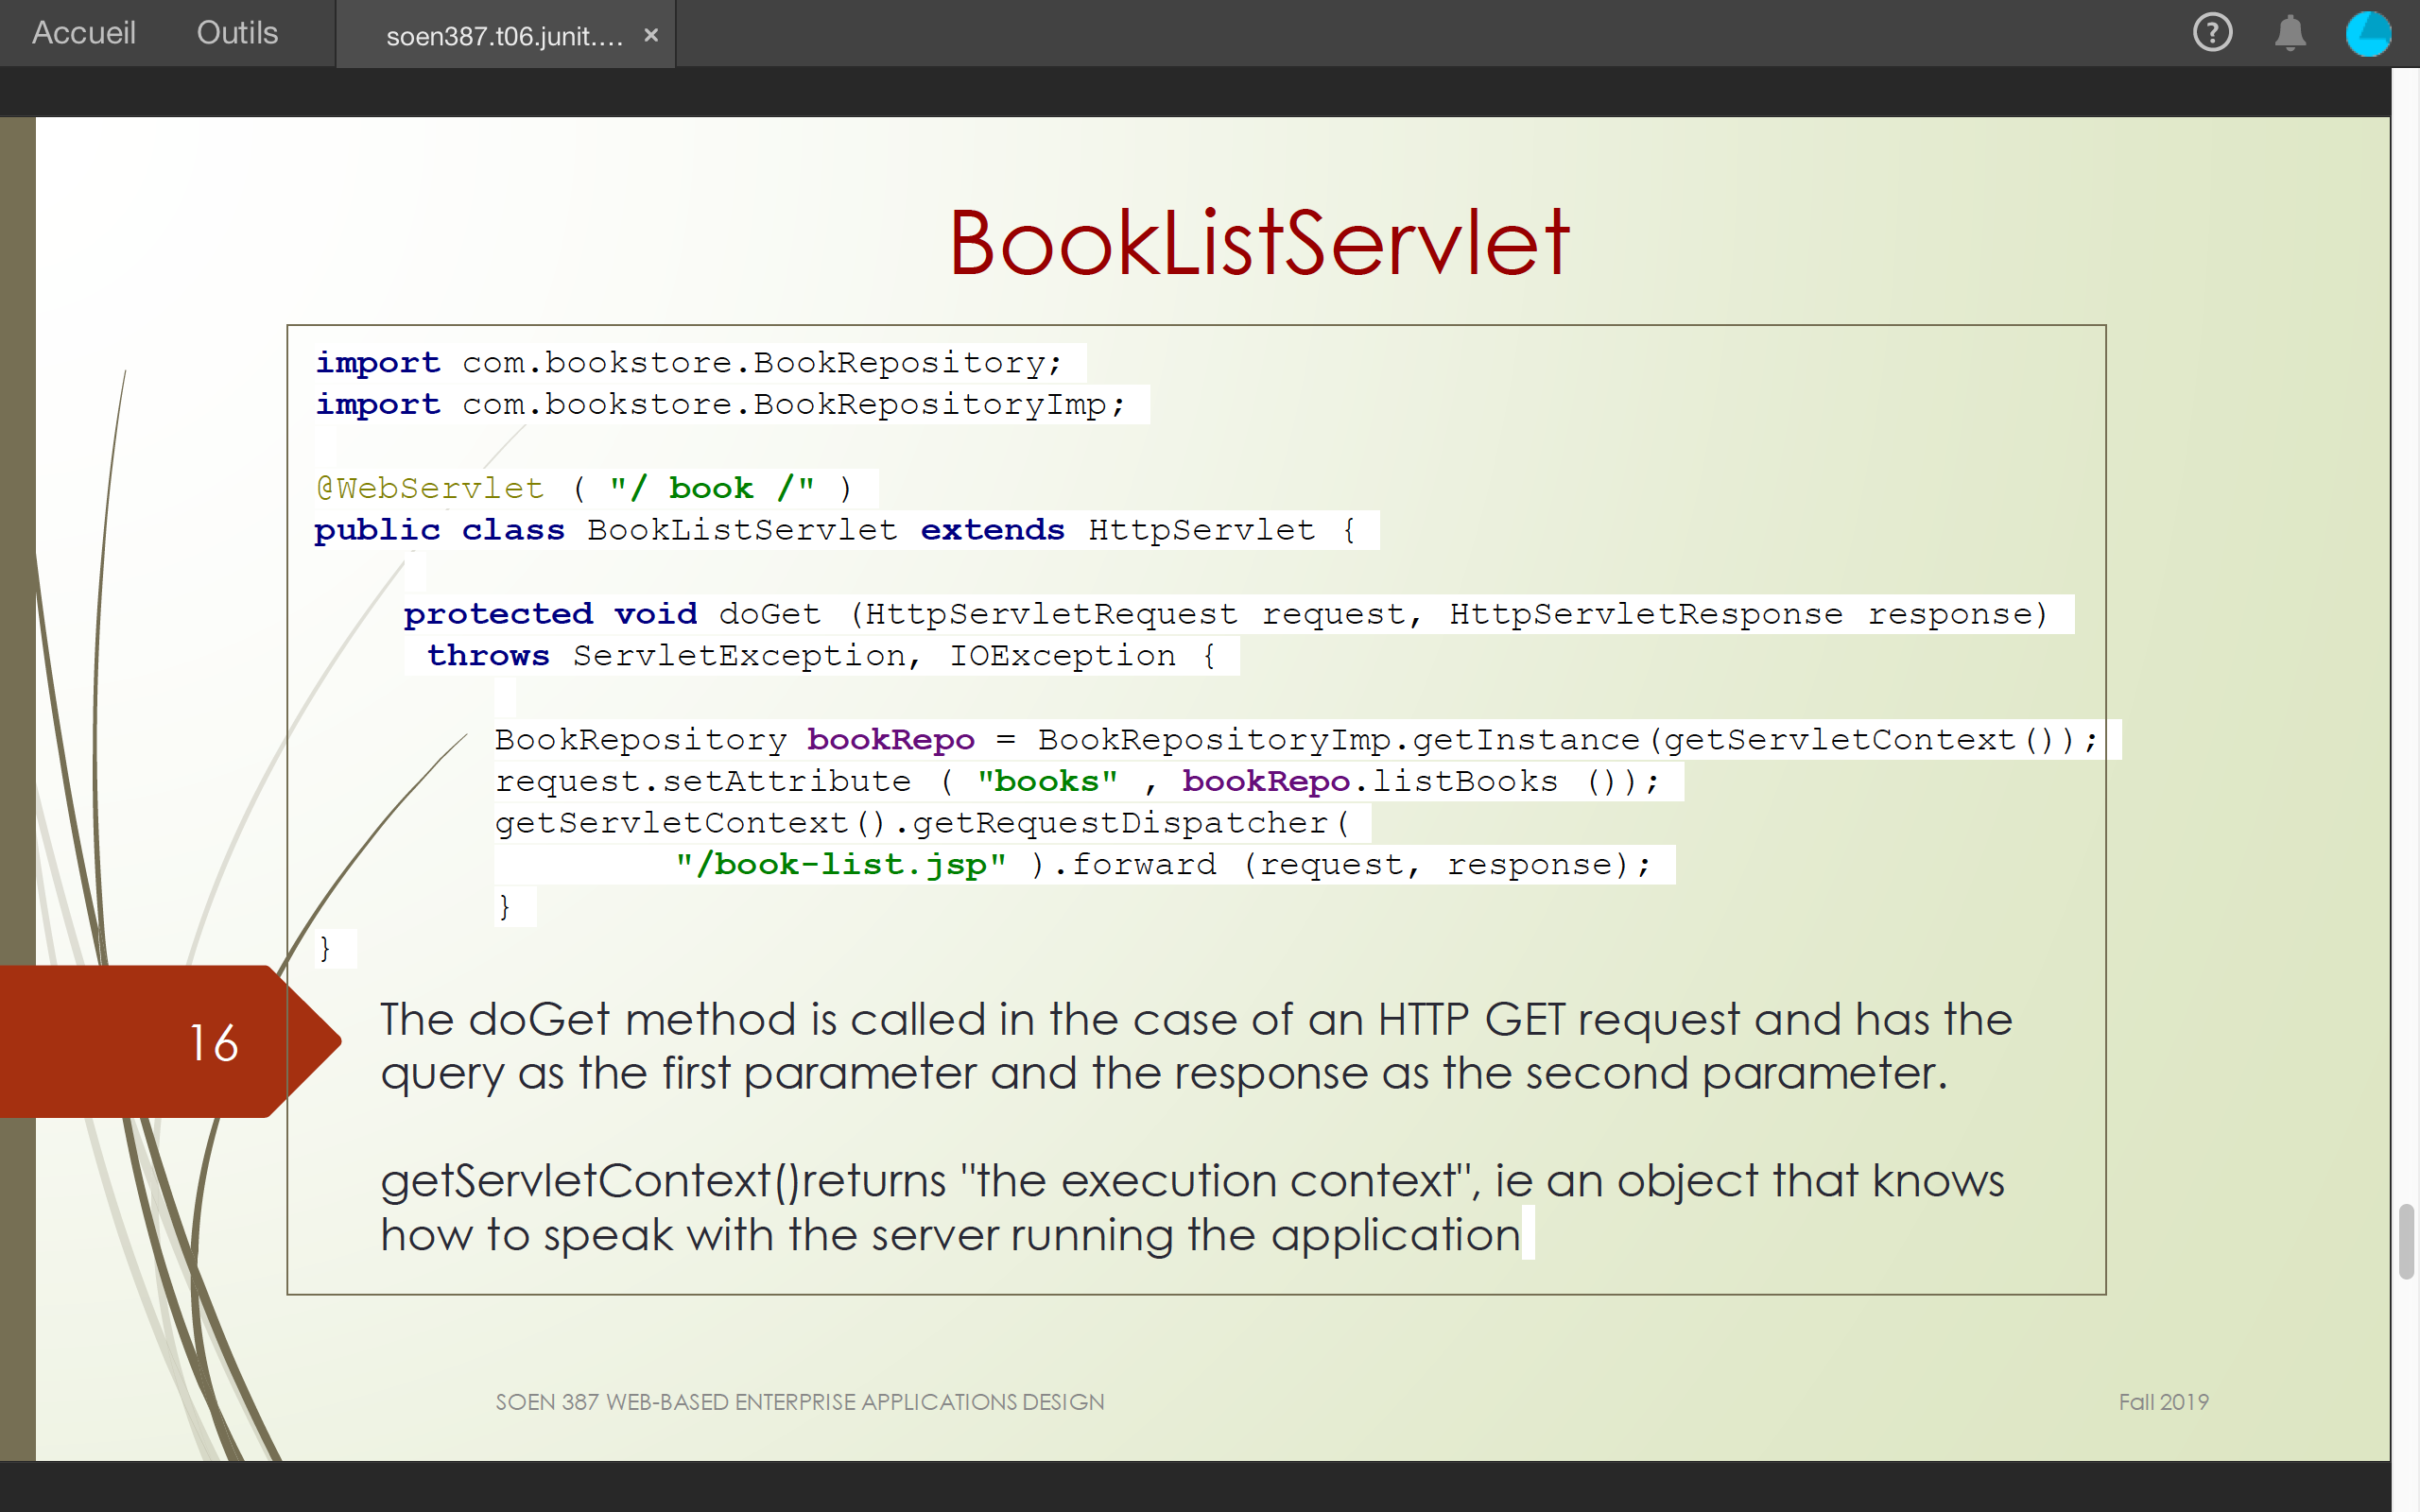 Accueil Outils soen387.t06.junit.... ×
BookListServlet
import com.bookstore.BookRepository;
import com.bookstore.BookRepositoryImp;
@WebServlet ( "/ book /" )
public class BookListServlet extends HttpServlet {
protected void doGet (HttpServletRequest request, HttpServletResponse response)
throws ServletException, IOException {
BookRepository bookRepo = BookRepositoryImp.getInstance(getServletContext());
request.setAttribute ( "books" , bookRepo.listBooks ());
getServletContext().getRequestDispatcher(
"/book-list.jsp" ).forward (request, response);
}
}
16
The doGet method is called in the case of an HTTP GET request and has the
query as the first parameter and the response as the second parameter.
getServletContext()returns "the execution context", ie an object that knows
how to speak with the server running the application
SOEN 387 WEB-BASED ENTERPRISE APPLICATIONS DESIGN Fall 2019